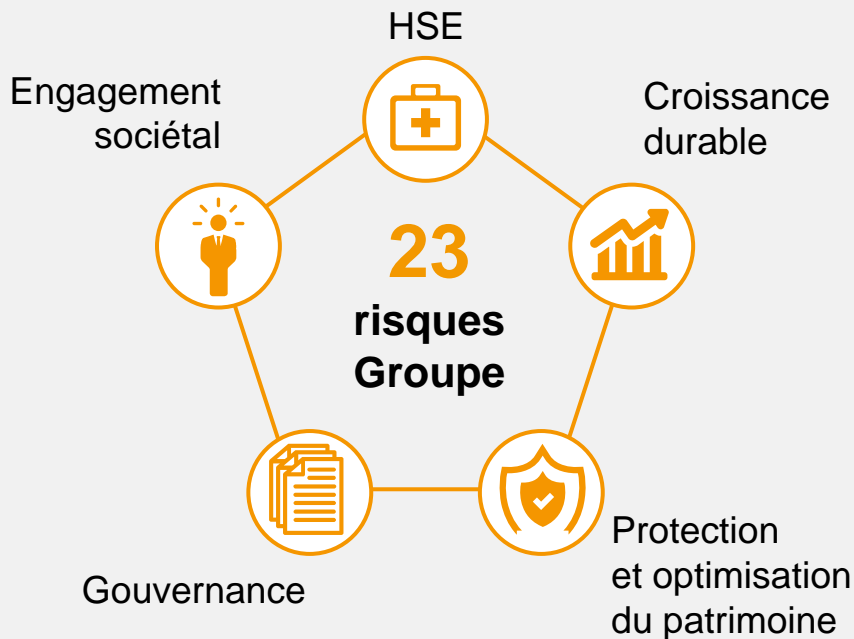 HSE
Engagement
sociétal
Croissance
durable
23
risques
Groupe
Gouvernance
Protection
et optimisation
du patrimoine